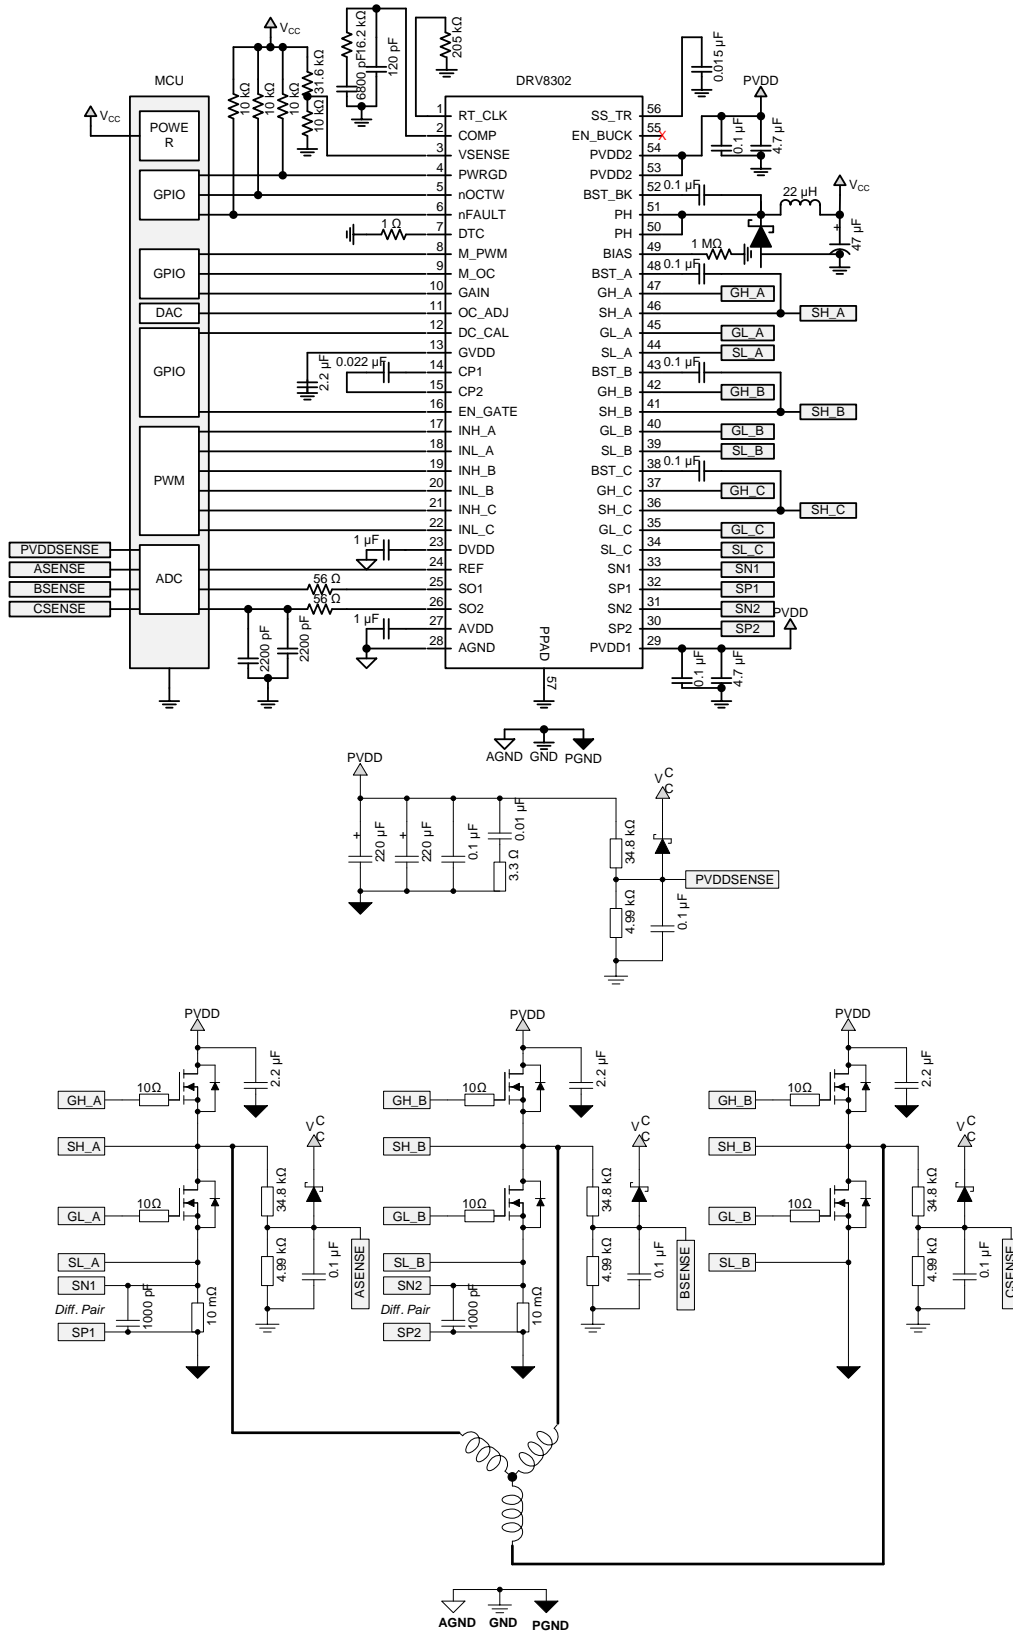 VCC
16.2 kΩ
6800 pF
120 pF
205 kΩ
0.015 µF
MCU
31.6 kΩ
DRV8302
PVDD
10 kΩ
10 kΩ
10 kΩ
10 kΩ
VCC
POWE
R
GPIO
GPIO
DAC
GPIO
PWM
ADC
PVDDSENSE
ASENSE
BSENSE
CSENSE
1 RT_CLK
2 COMP
3 VSENSE
4 PWRGD
5 nOCTW
6 nFAULT
7 DTC
8 M_PWM
9 M_OC
10 GAIN
11 OC_ADJ
12 DC_CAL
13 GVDD
14 CP1
15 CP2
16 EN_GATE
17 INH_A
18 INL_A
19 INH_B
20 INL_B
21 INH_C
22 INL_C
23 DVDD
24 REF
25 SO1
26 SO2
27 AVDD
28 AGND
1 Ω
2.2 µF
0.022 µF
1 µF
56 Ω
56 Ω
1 µF
2200 pF
2200 pF
SS_TR 56
EN_BUCK 55
PVDD2 54
PVDD2 53
BST_BK 52
PH 51
PH 50
BIAS 49
BST_A 48
GH_A 47
SH_A 46
GL_A 45
SL_A 44
BST_B 43
GH_B 42
SH_B 41
GL_B 40
SL_B 39
BST_C 38
GH_C 37
SH_C 36
GL_C 35
SL_C 34
SN1 33
SP1 32
SN2 31
SP2 30
PVDD1 29
PPAD
57
0.1 µF
4.7 µF
0.1 µF
22 µH
VCC
+
47 µF
1 MΩ
0.1 µF
GH_A
SH_A
GL_A
SL_A
0.1 µF
GH_B
SH_B
GL_B
SL_B
0.1 µF
GH_C
SH_C
GL_C
SL_C
SN1
SP1
SN2
SP2
PVDD
0.1 µF
4.7 µF
AGND GND PGND
PVDD
+
220 µF
+
220 µF
0.1 µF
0.01 µF
3.3 Ω
VCC
34.8 kΩ
4.99 kΩ
0.1 µF
PVDDSENSE
PVDD
2.2 µF
GH_A
10Ω
SH_A
VCC
34.8 kΩ
GL_A
10Ω
SL_A
4.99 kΩ
0.1 µF
ASENSE
SN1
Diff. Pair
1000 pF
10 mΩ
SP1
PVDD
2.2 µF
GH_B
10Ω
SH_B
VCC
34.8 kΩ
GL_B
10Ω
SL_B
4.99 kΩ
0.1 µF
BSENSE
SN2
Diff. Pair
1000 pF
10 mΩ
SP2
PVDD
2.2 µF
GH_B
10Ω
SH_B
VCC
34.8 kΩ
GL_B
10Ω
SL_B
4.99 kΩ
0.1 µF
CSENSE
AGND GND PGND